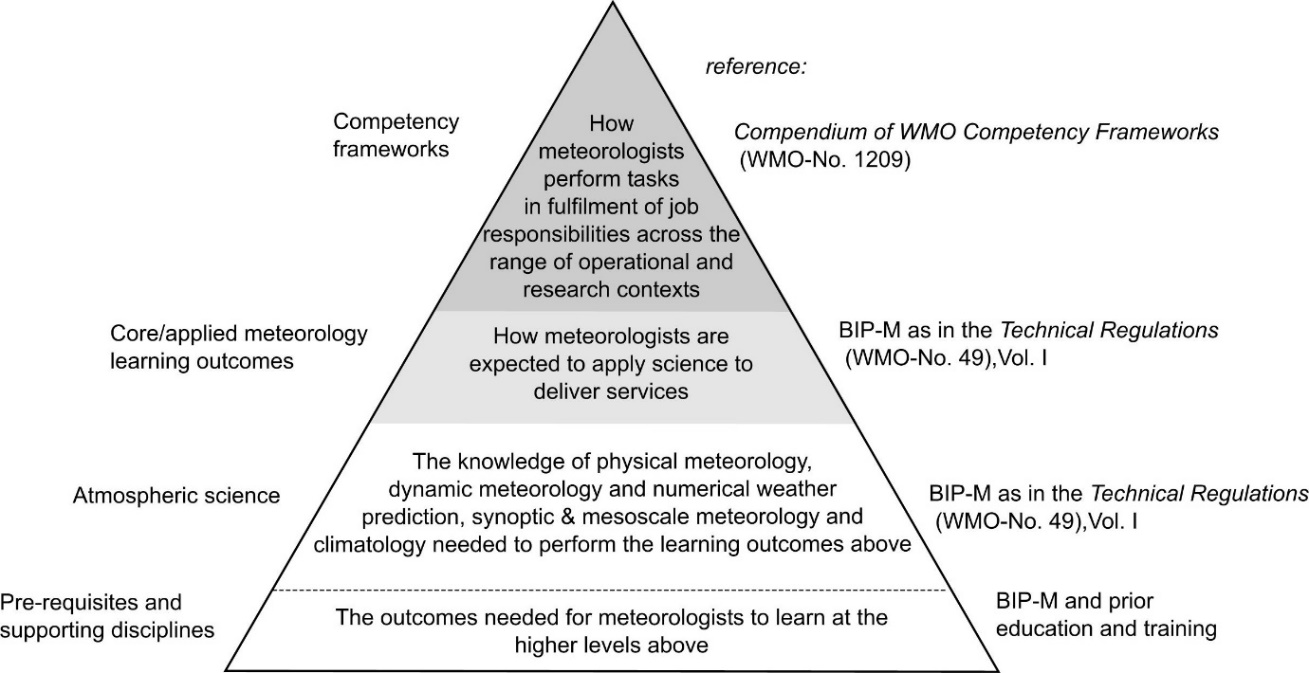 reference:
Competency
frameworks
How
meteorologists
perform tasks
in fulfilment of job
responsibilities across the
range of operational and
research contexts
Compendium of WMO Competency Frameworks
(WMO-No. 1209)
Core/applied meteorology
learning outcomes
How meteorologists are
expected to apply science to
deliver services
BIP-M as in the Technical Regulations
(WMO-No. 49),Vol. I
Atmospheric science
The knowledge of physical meteorology,
dynamic meteorology and numerical weather
prediction, synoptic & mesoscale meteorology and
climatology needed to perform the learning outcomes above
BIP-M as in the Technical Regulations
(WMO-No. 49),Vol. I
Pre-requisites and
supporting disciplines
The outcomes needed for meteorologists to learn at the
higher levels above
BIP-M and prior
education and training